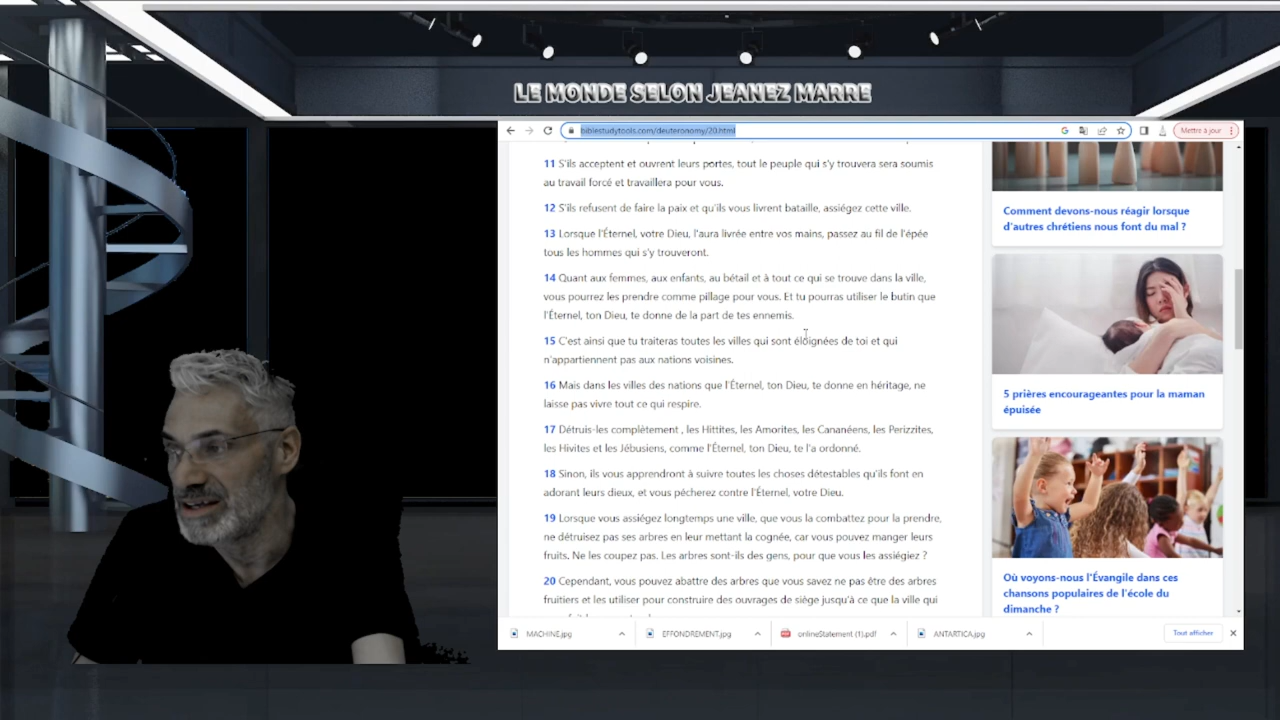 LE MONDE SELON JEANEZ MARRE
biblestudytools.com/deuteronomy/20.html
Mettre à jour
11 S'ils acceptent et ouvrent leurs portes, tout le peuple qui s'y trouvera sera soumis
au travail forcé et travaillera pour vous.
12 S'ils refusent de faire la paix et qu'ils vous livrent bataille, assiégez cette ville.
13 Lorsque l'Éternel, votre Dieu, l'aura livrée entre vos mains, passez au fil de l'épée
tous les hommes qui s'y trouveront.
14 Quant aux femmes, aux enfants, au bétail et à tout ce qui se trouve dans la ville,
vous pourrez les prendre comme pillage pour vous. Et tu pourras utiliser le butin que
l'Éternel, ton Dieu, te donne de la part de tes ennemis.
15 C'est ainsi que tu traiteras toutes les villes qui sont éloignées de toi et qui
n'appartiennent pas aux nations voisines.
16 Mais dans les villes des nations que l'Éternel, ton Dieu, te donne en héritage, ne
laisse pas vivre tout ce qui respire.
17 Détruis-les complètement , les Hittites, les Amorites, les Cananéens, les Perizzites,
les Hivites et les Jébusiens, comme l'Éternel, ton Dieu, te l'a ordonné.
18 Sinon, ils vous apprendront à suivre toutes les choses détestables qu'ils font en
adorant leurs dieux, et vous pécherez contre l'Éternel, votre Dieu.
19 Lorsque vous assiégez longtemps une ville, que vous la combattez pour la prendre,
ne détruisez pas ses arbres en leur mettant la cognée, car vous pouvez manger leurs
fruits. Ne les coupez pas. Les arbres sont-ils des gens, pour que vous les assiégiez ?
20 Cependant, vous pouvez abattre des arbres que vous savez ne pas être des arbres
fruitiers et les utiliser pour construire des ouvrages de siège jusqu'à ce que la ville qui
Comment devons-nous réagir lorsque
d'autres chrétiens nous font du mal ?
5 prières encourageantes pour la maman
épuisée
Où voyons-nous l'Évangile dans ces
chansons populaires de l'école du
dimanche ?
MACHINE.jpg
EFFONDREMENT.jpg
onlineStatement (1).pdf
ANTARTICA.jpg
Tout afficher